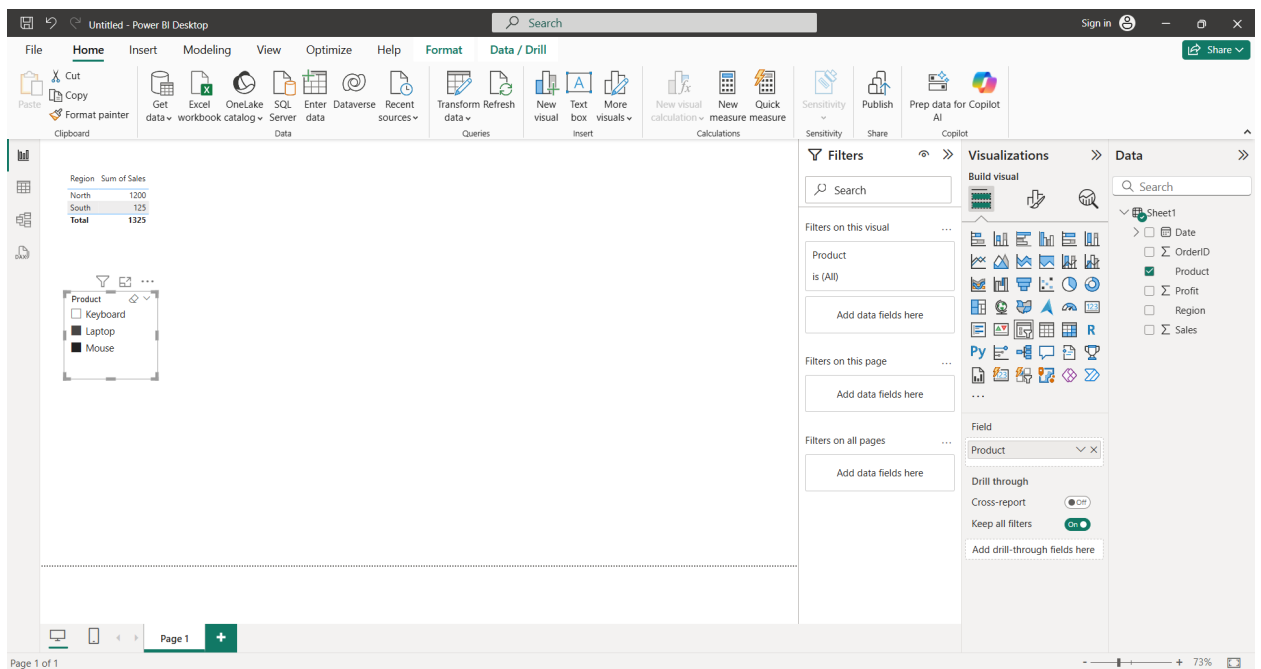 Untitled - Power BI Desktop
Search
Sign in
File Home Insert Modeling View Optimize Help Format Data / Drill
Share
Paste
Cut
Copy
Format painter
Clipboard
Get data
Excel workbook
OneLake catalog
SQL Server
Enter data
Dataverse
Recent sources
Data
Transform data
Refresh
Queries
New visual
Text box
More visuals
Insert
New visual calculation
New measure
Quick measure
Calculations
Sensitivity
Sensitivity
Publish
Share
Prep data for AI
Copilot
Copilot
Region Sum of Sales
North 1200
South 125
Total 1325
Product
Keyboard
Laptop
Mouse
Filters
Search
Filters on this visual ...
Product
is (All)
Add data fields here
Filters on this page ...
Add data fields here
Filters on all pages ...
Add data fields here
Visualizations
Build visual
123
R
Py
...
Field
Product
Drill through
Cross-report Off
Keep all filters On
Add drill-through fields here
Data
Search
Sheet1
Date
∑ OrderID
Product
∑ Profit
Region
∑ Sales
DAX
Page 1
Page 1 of 1
- + 73%